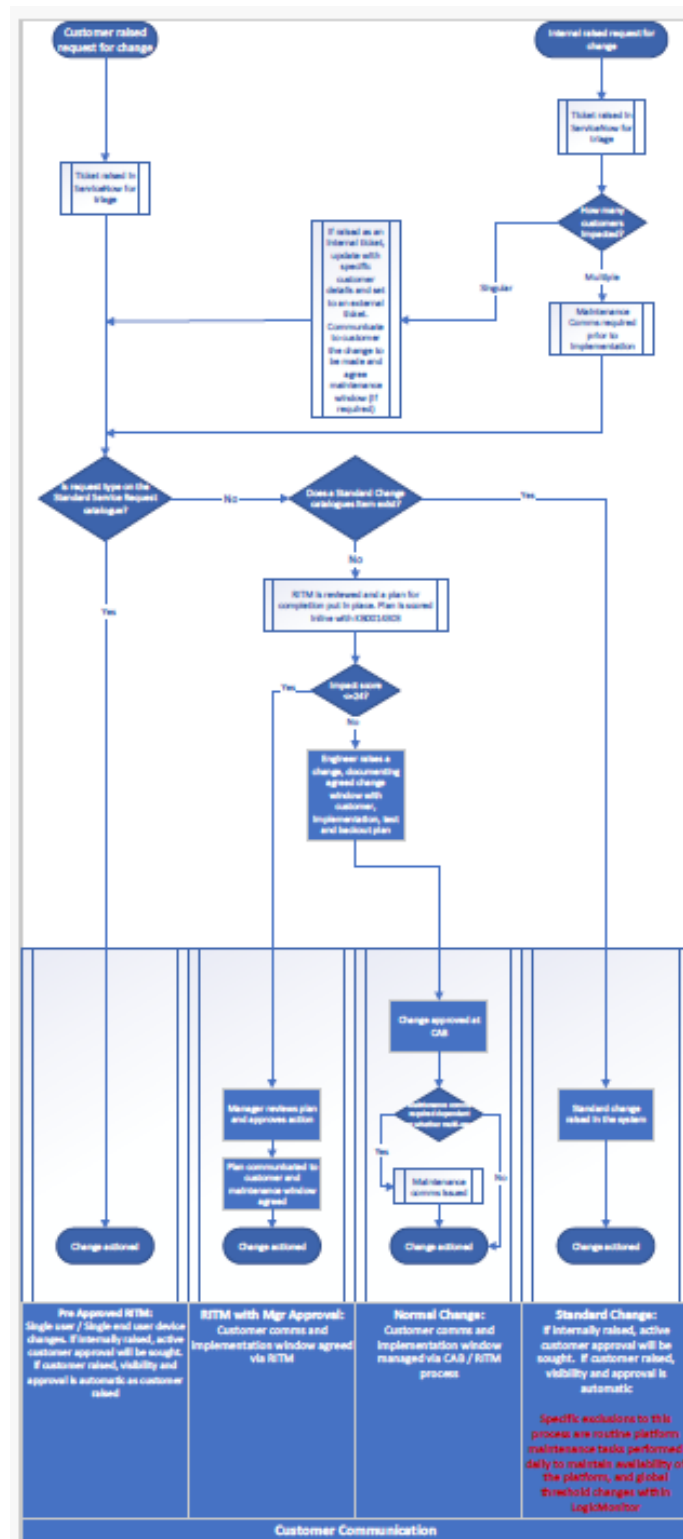 Customer raised
request for change
Internal raised request for
change
Ticket raised in
ServiceNow for
triage
Ticket raised in
ServiceNow for
triage
How many
customers
impacted?
If raised as an
internal ticket,
update with
specific
customer
details and set
to an external
ticket.
Communicate
to customer
the change to
be made and
agree
maintenance
window (if
required)
Singular
Multiple
Maintenance
Comms required
prior to
implementation
Is request type on the
Standard Service Request
catalogue?
No
Does a Standard Change
catalogues item exist?
Yes
No
Yes
RITM is reviewed and a plan for
completion put in place. Plan is scored
inline with
Yes
Impact score
No
Engineer raises a
change, documenting
agreed change
window with
customer,
implementation, test
and backout plan
Change approved at
CAB
Manager reviews plan
and approves action
required dependent
Standard change
raised in the system
Yes
No
Plan communicated to
customer and
maintenance window
agreed
Maintenance
comms issued
Change actioned
Change actioned
Change actioned
Change actioned
Pre Approved RITM:
Single user / Single end user device
changes. If internally raised, active
customer approval will be sought.
If customer raised, visibility and
approval is automatic as customer
raised
RITM with Mgr Approval:
Customer comms and
implementation window agreed
via RITM
Normal Change:
Customer comms and
implementation window
managed via CAB / RITM
process
Standard Change:
If internally raised, active
customer approval will be
sought. If customer raised,
visibility and approval is
automatic
Specific exclusions to this
process are routine platform
maintenance tasks performed
daily to maintain availability of
the platform, and global
threshold changes within
LogicMonitor
Customer Communication